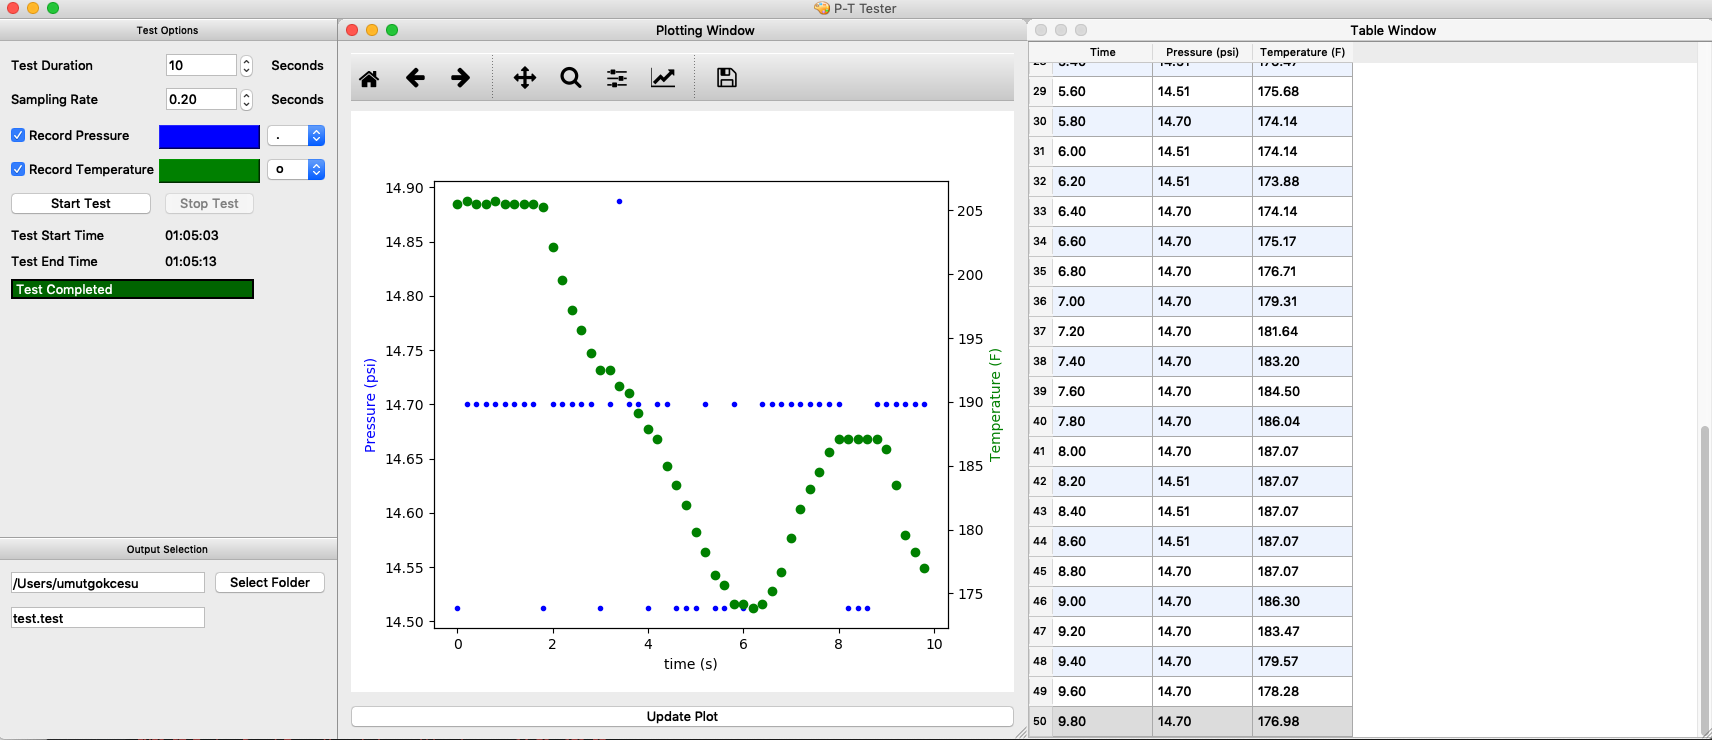 P-T Tester
Test Options
Test Duration 10 Seconds
Sampling Rate 0.20 Seconds
Record Pressure .
Record Temperature o
Start Test Stop Test
Test Start Time 01:05:03
Test End Time 01:05:13
Test Completed
Output Selection
/Users/umutgokcesu Select Folder
test.test
Plotting Window
14.90
14.85
14.80
14.75
14.70
14.65
14.60
14.55
14.50
Pressure (psi)
205
200
195
190
185
180
175
Temperature (F)
0 2 4 6 8 10
time (s)
Update Plot
Table Window
Time Pressure (psi) Temperature (F)
29 5.60 14.51 175.68
30 5.80 14.70 174.14
31 6.00 14.51 174.14
32 6.20 14.51 173.88
33 6.40 14.70 174.14
34 6.60 14.70 175.17
35 6.80 14.70 176.71
36 7.00 14.70 179.31
37 7.20 14.70 181.64
38 7.40 14.70 183.20
39 7.60 14.70 184.50
40 7.80 14.70 186.04
41 8.00 14.70 187.07
42 8.20 14.51 187.07
43 8.40 14.51 187.07
44 8.60 14.51 187.07
45 8.80 14.70 187.07
46 9.00 14.70 186.30
47 9.20 14.70 183.47
48 9.40 14.70 179.57
49 9.60 14.70 178.28
50 9.80 14.70 176.98